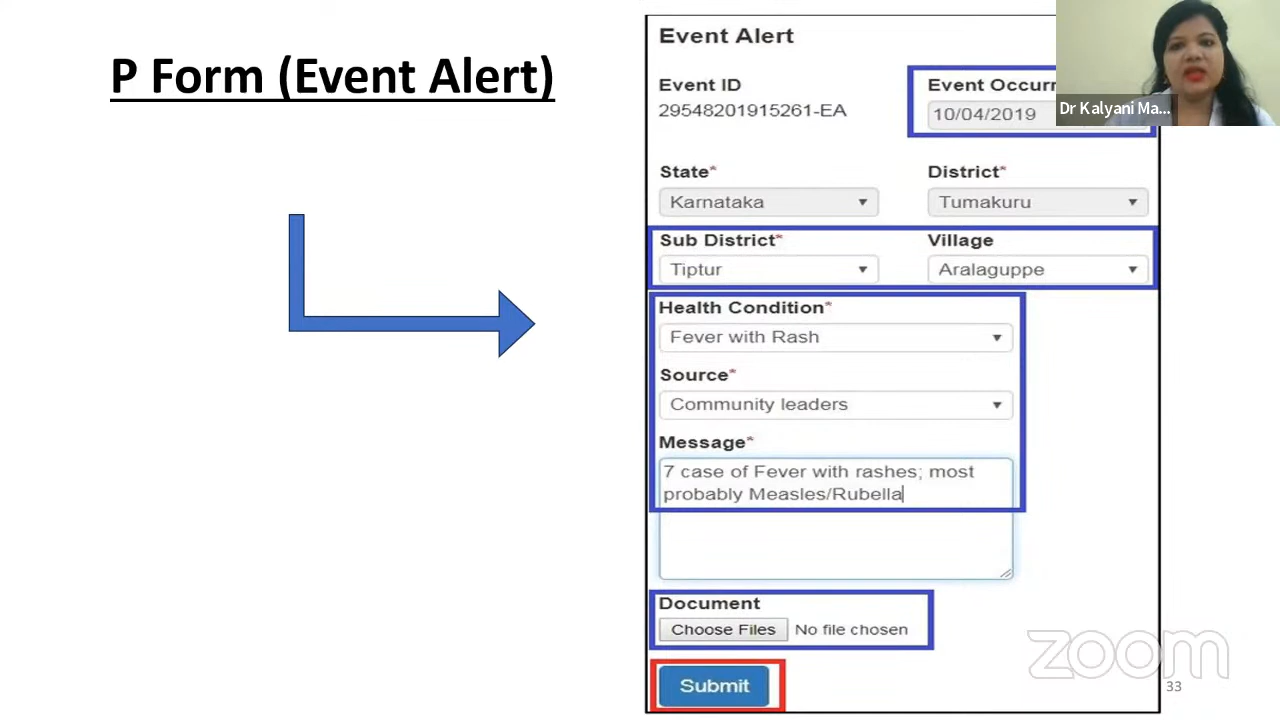 P Form (Event Alert)
Event Alert
Event ID
29548201915261-EA
10/04/2019
Event
Dr Kalyani Ma...
State* District*
Karnataka Tumakuru
Sub District* Village
Tiptur Aralaguppe
Health Condition*
Fever with Rash
Source*
Community leaders
Message*
7 case of Fever with rashes; most
probably Measles/Rubella
Document
Choose Files No file chosen
Submit
zoom
33